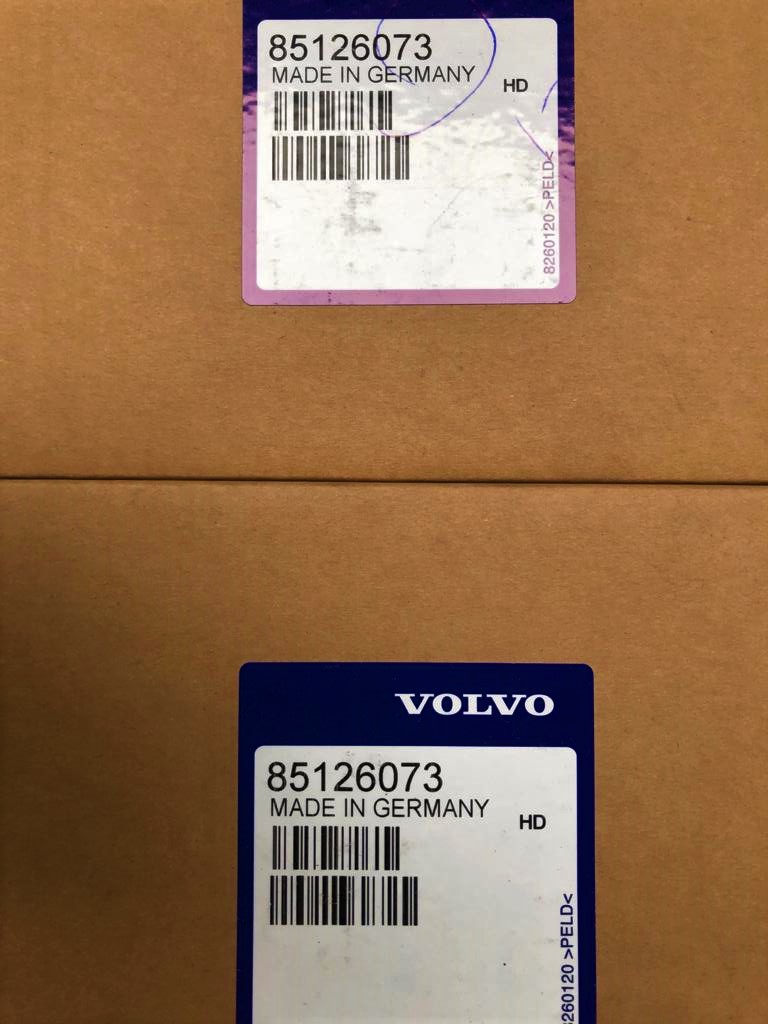 85126073
MADE IN GERMANY
HD
8260120 >PELD<
VOLVO
85126073
MADE IN GERMANY
HD
8260120 >PELD<